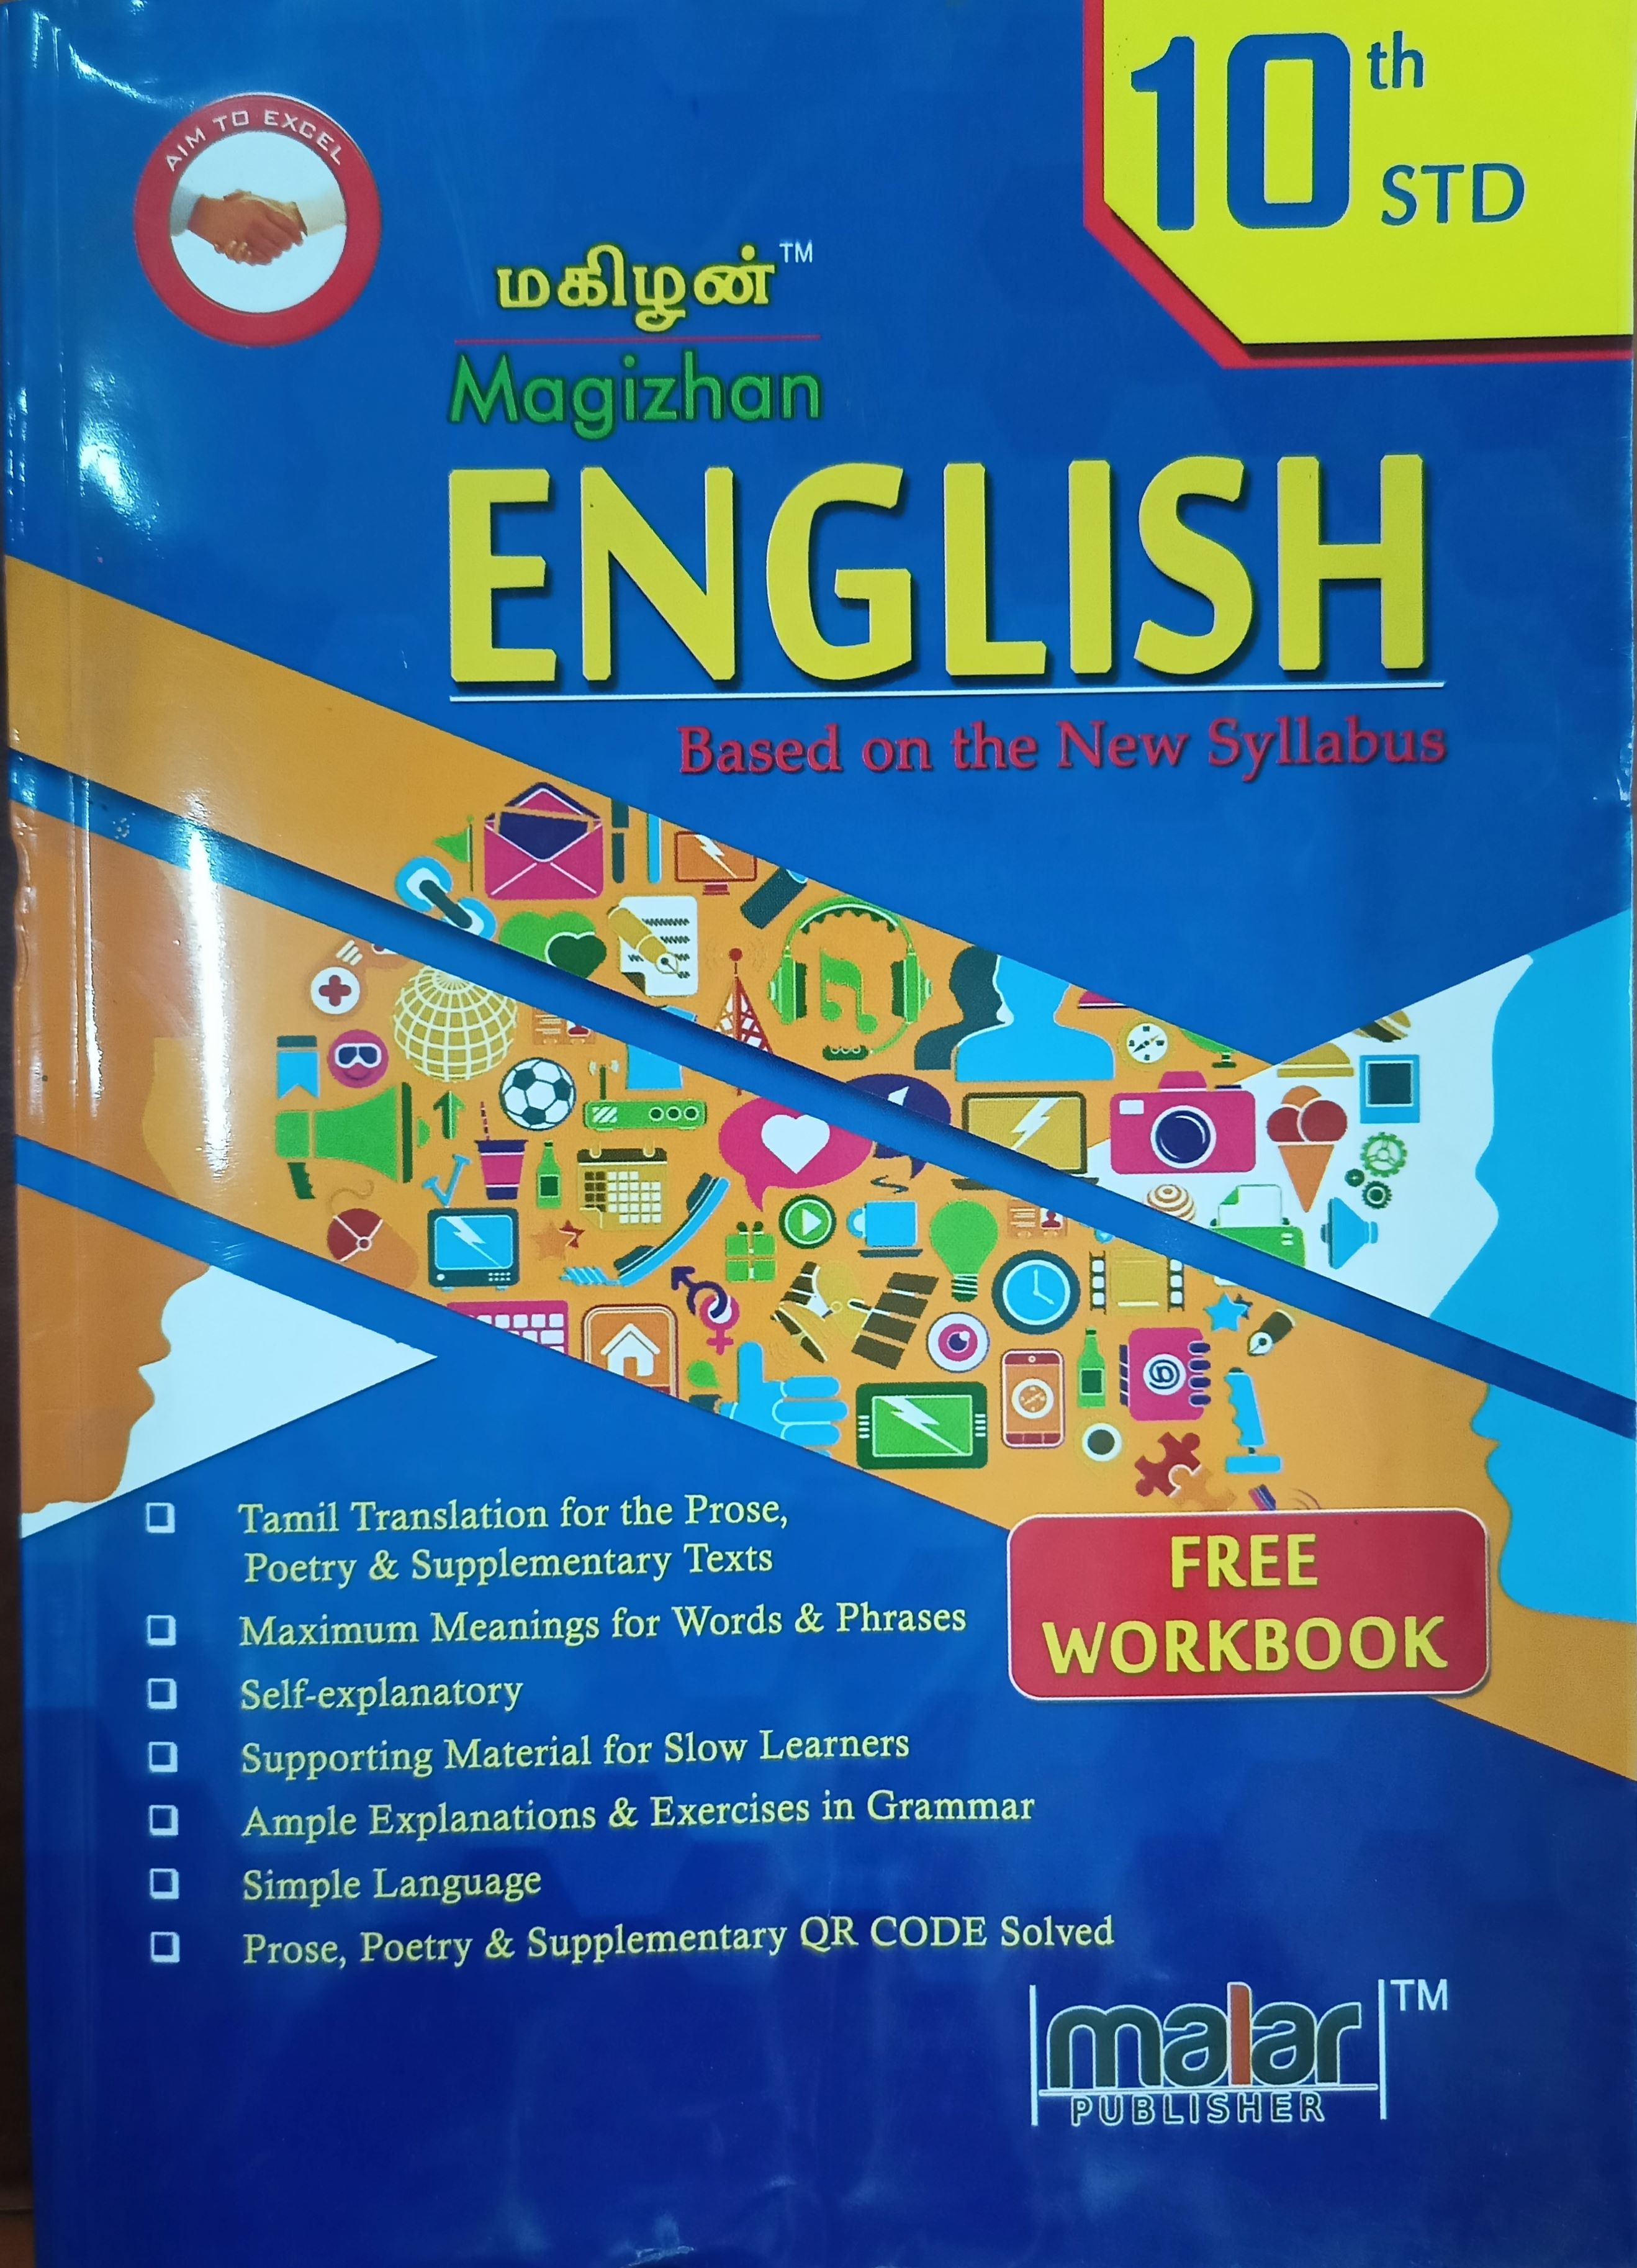 AIM TO EXCEL
10th
STD
மகிழன்™
Magizhan
ENGLISH
Based on the New Syllabus
❑ Tamil Translation for the Prose,
Poetry & Supplementary Texts
❑ Maximum Meanings for Words & Phrases
❑ Self-explanatory
❑ Supporting Material for Slow Learners
❑ Ample Explanations & Exercises in Grammar
❑ Simple Language
❑ Prose, Poetry & Supplementary QR CODE Solved
FREE
WORKBOOK
malar™
PUBLISHER